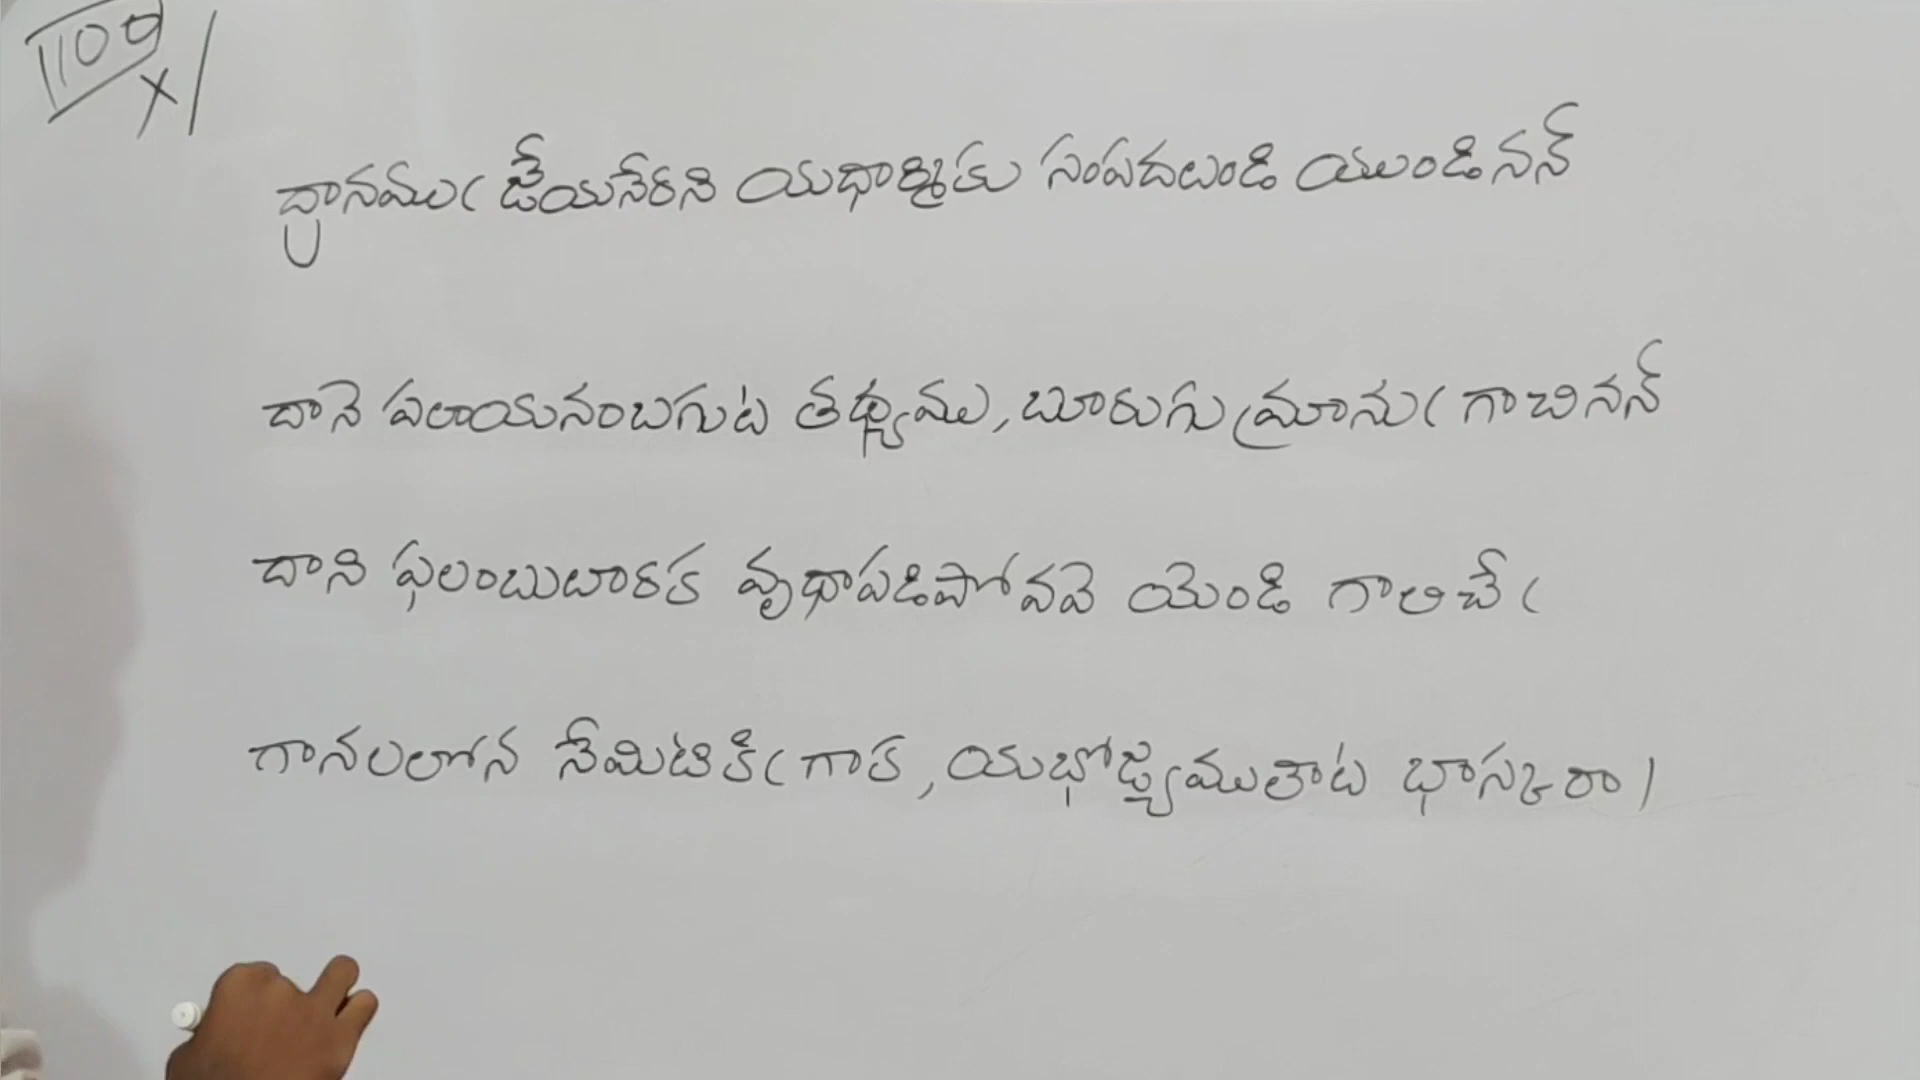 1100
X/
దానముఁ జేయనేరని యధార్మికు సంపదలుండి యుండినన్
దానె పలాయనంబగుట తథ్యము, బూరుగు మ్రానుఁ గాచినన్
దాని ఫలంబులూరక వృథాపడిపోవవె యెండి గాలిచేఁ
గానలలోన నేమిటికిఁ గాక, యభోజ్యములౌట భాస్కరా।